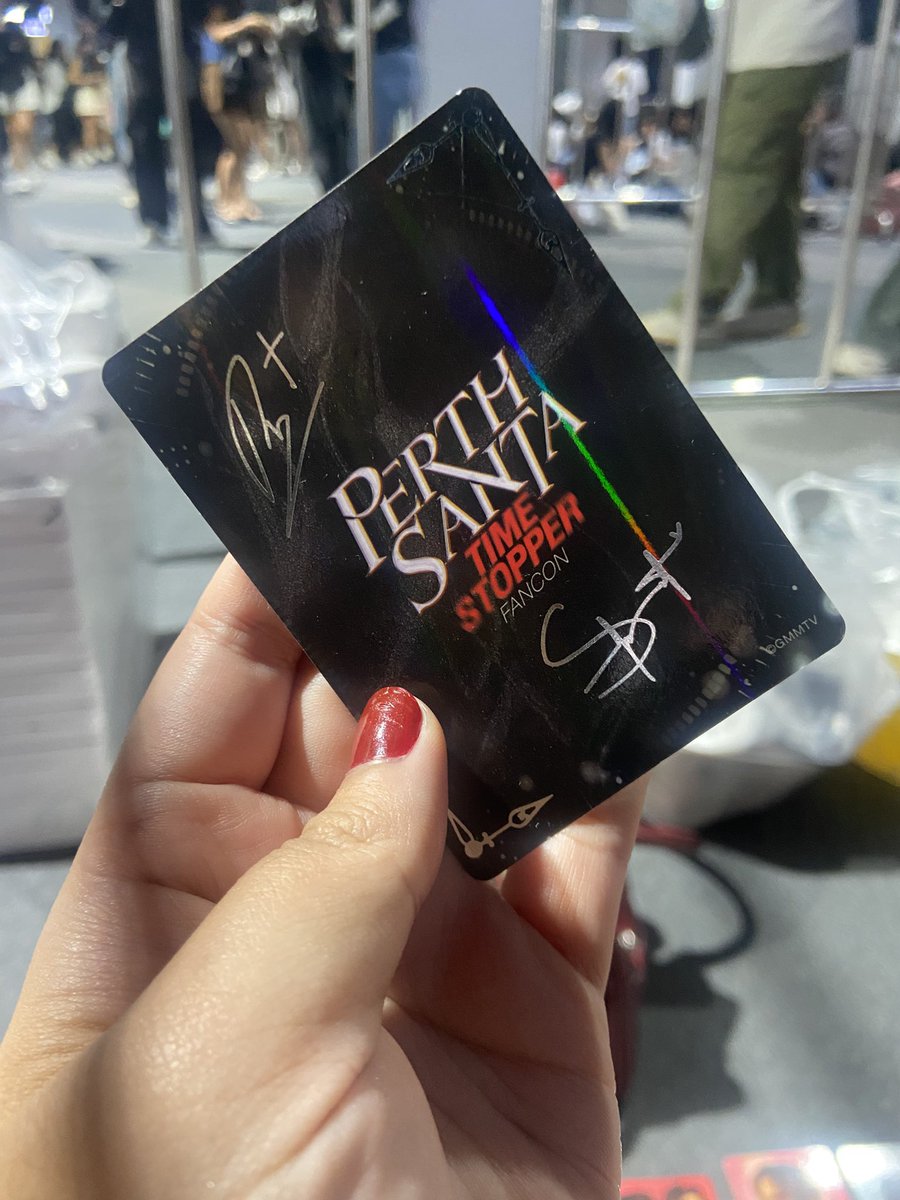 PERTH
SANTA
TIME
STOPPER
FANCON
©GMMTV